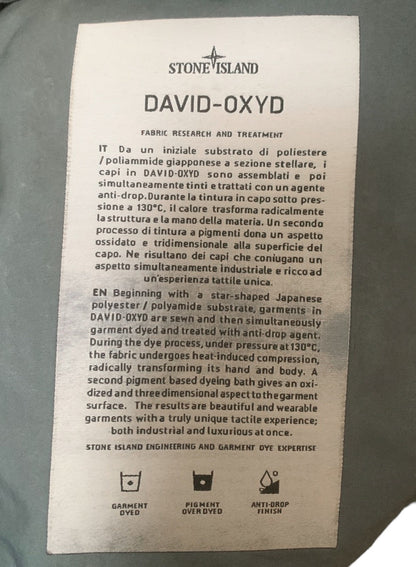 STONE ISLAND
DAVID-OXYD
FABRIC RESEARCH AND TREATMENT
IT Da un iniziale substrato di poliestere
/poliammide giapponese a sezione stellare, i
capi in DAVID-OXYD sono assemblati e poi
simultaneamente tinti e trattati con un agente
anti-drop.Durante la tintura in capo sotto pres-
sione a 130°C, il calore trasforma radicalmente
la struttura e la mano della materia. Un secondo
processo di tintura a pigmenti dona un aspetto
ossidato e tridimensionale alla superficie del
capo. Ne risultano dei capi che coniugano un
aspetto simultaneamente industriale e ricco ad
un'esperienza tattile unica.
EN Beginning with a star-shaped Japanese
polyester / polyamide substrate, garments in
DAVID-OXYD are sewn and then simultaneously
garment dyed and treated with anti-drop agent.
During the dye process, under pressure at 130°C,
the fabric undergoes heat-induced compression,
radically transforming its hand and body. A
second pigment based dyeing bath gives an oxi-
dized and three dimensional aspect to the garment
surface. The results are beautiful and wearable
garments with a truly unique tactile experience;
both industrial and luxurious at once.
STONE ISLAND ENGINEERING AND GARMENT DYE EXPERTISE
GARMENT PIGMENT ANTI-DROP
DYED OVER DYED FINISH